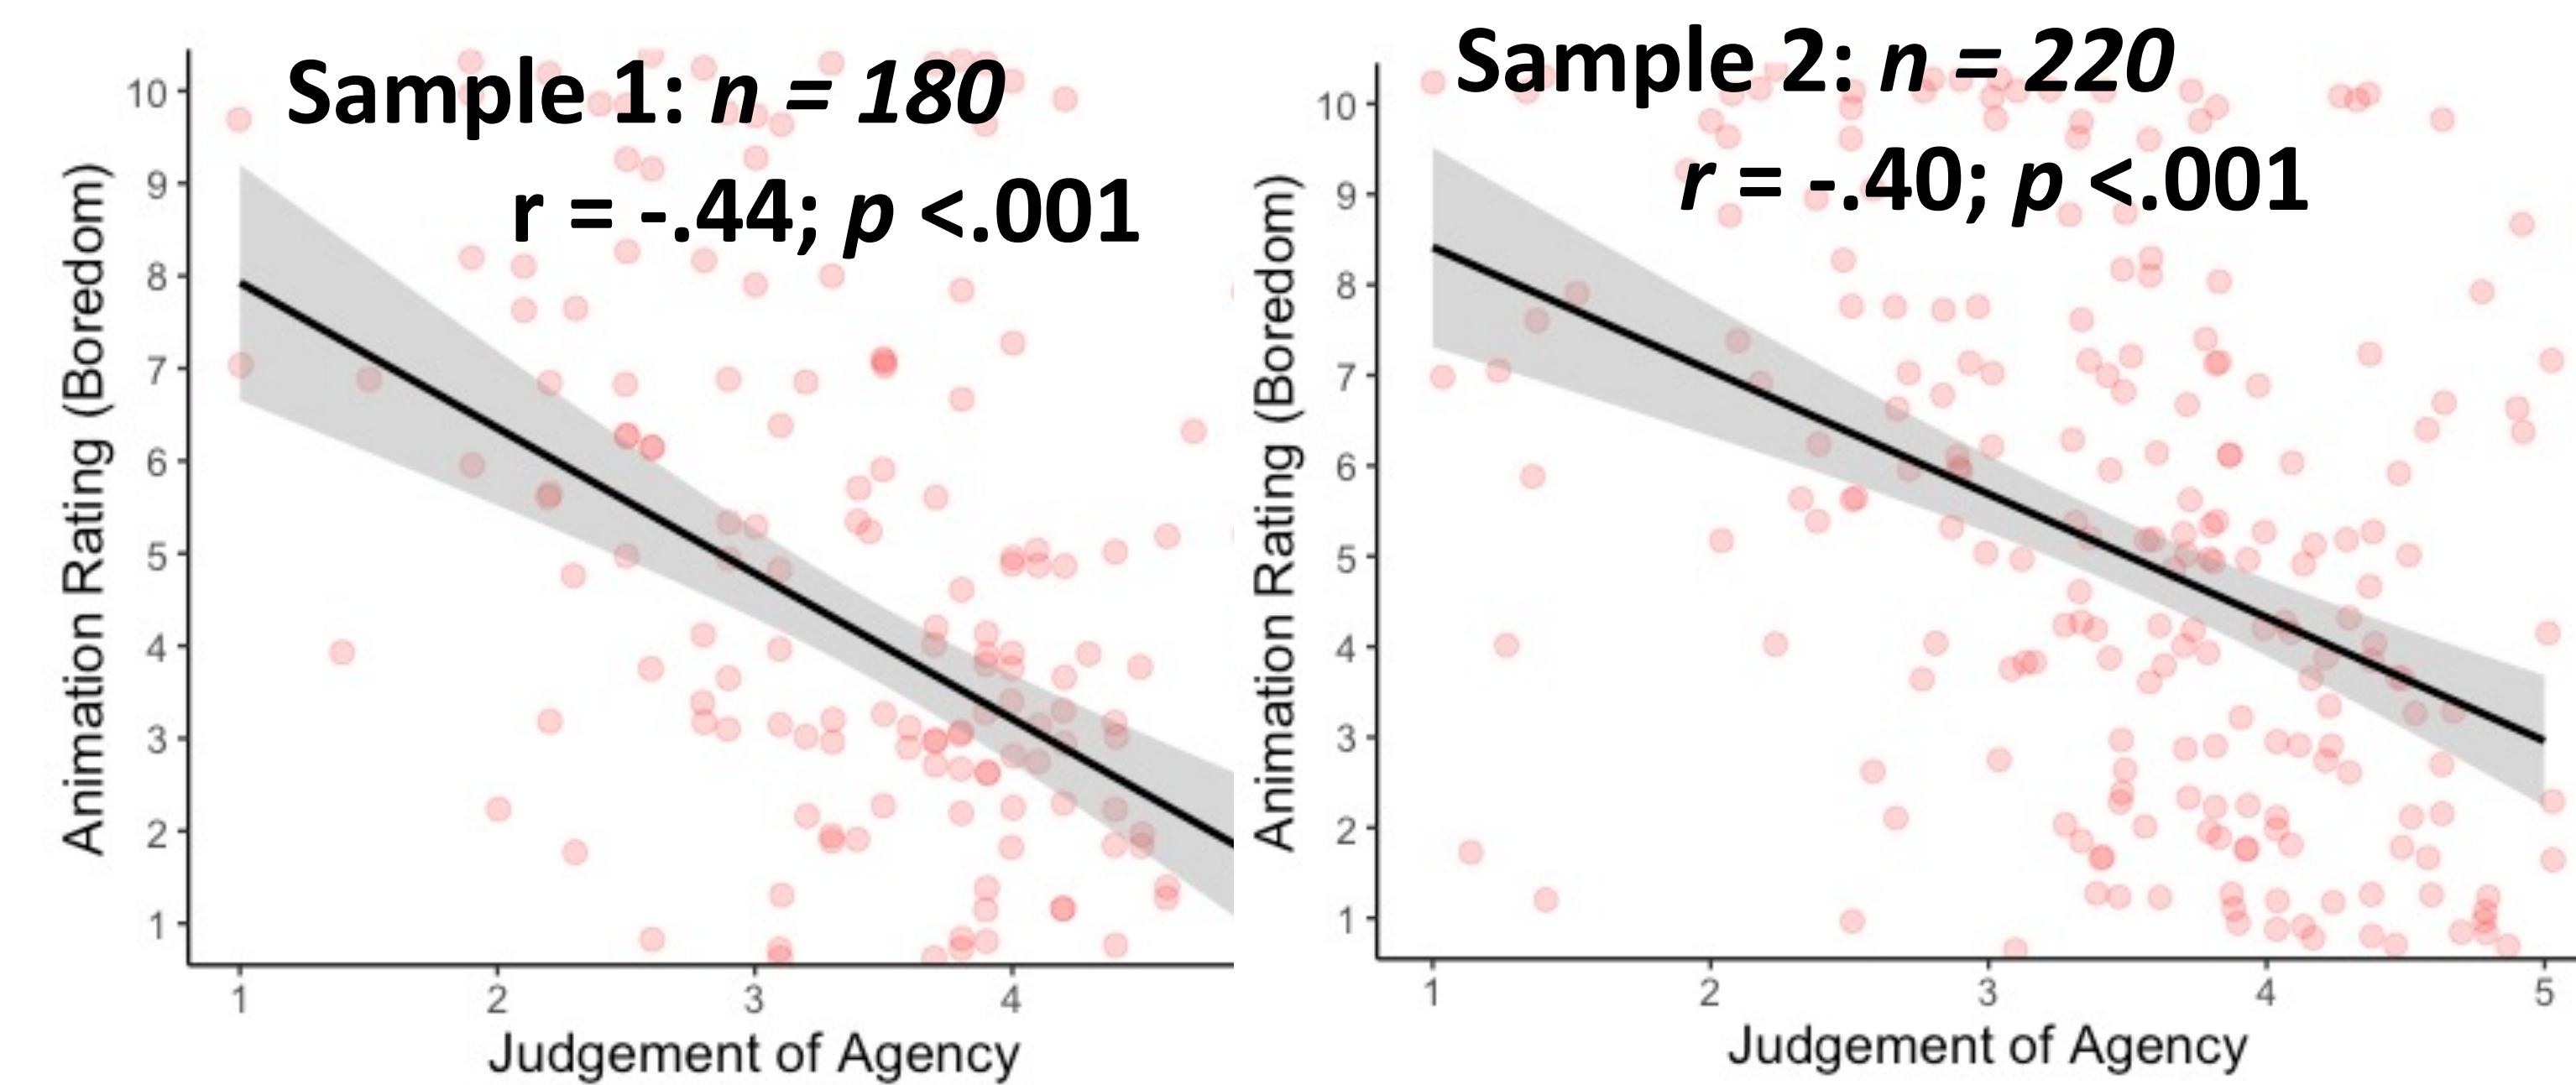 Sample 1: n = 180
r = -.44; p <.001
Animation Rating (Boredom)
10
9
8
7
6
5
4
3
2
1
1 2 3 4
Judgement of Agency
Sample 2: n = 220
r = -.40; p <.001
Animation Rating (Boredom)
10
9
8
7
6
5
4
3
2
1
1 2 3 4 5
Judgement of Agency